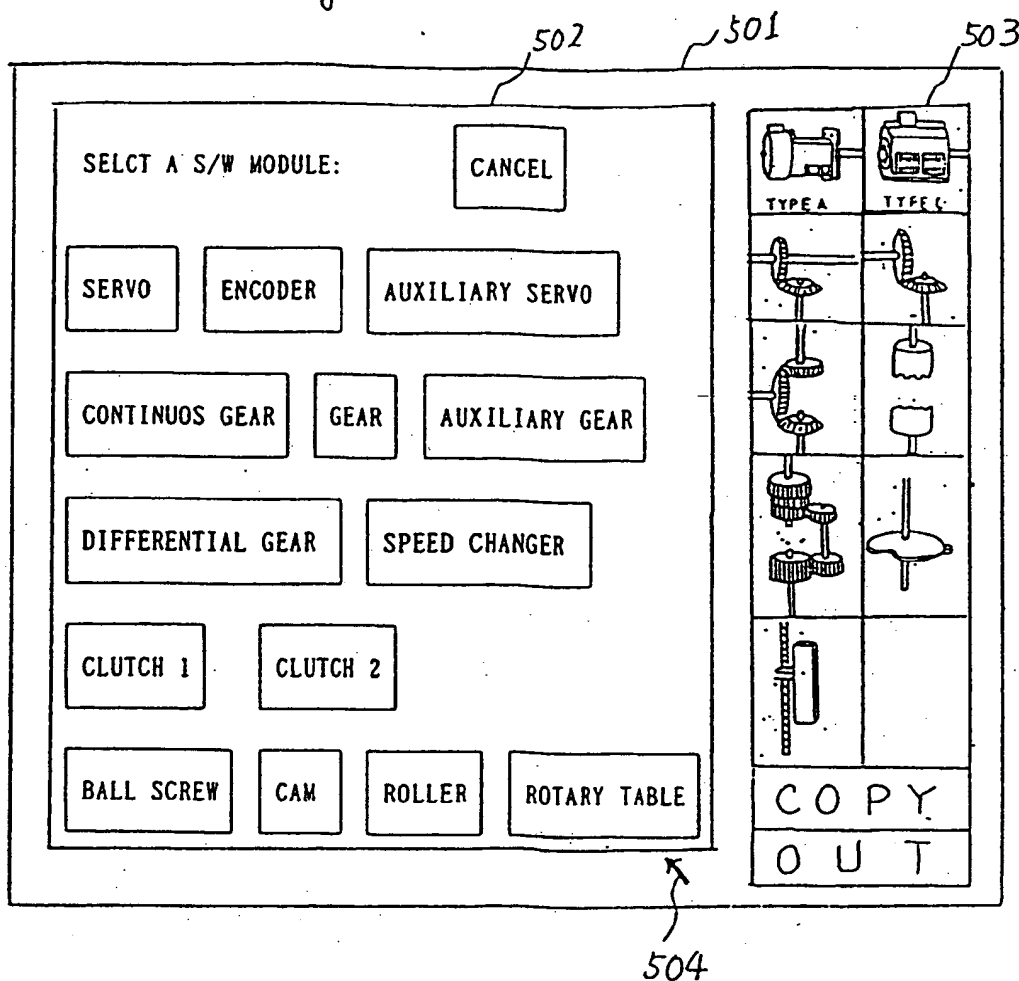 502
501
503
SELCT A S/W MODULE:
CANCEL
TYPE A
TYPE C
SERVO
ENCODER
AUXILIARY SERVO
CONTINUOS GEAR
GEAR
AUXILIARY GEAR
DIFFERENTIAL GEAR
SPEED CHANGER
CLUTCH 1
CLUTCH 2
BALL SCREW
CAM
ROLLER
ROTARY TABLE
COPY
OUT
504